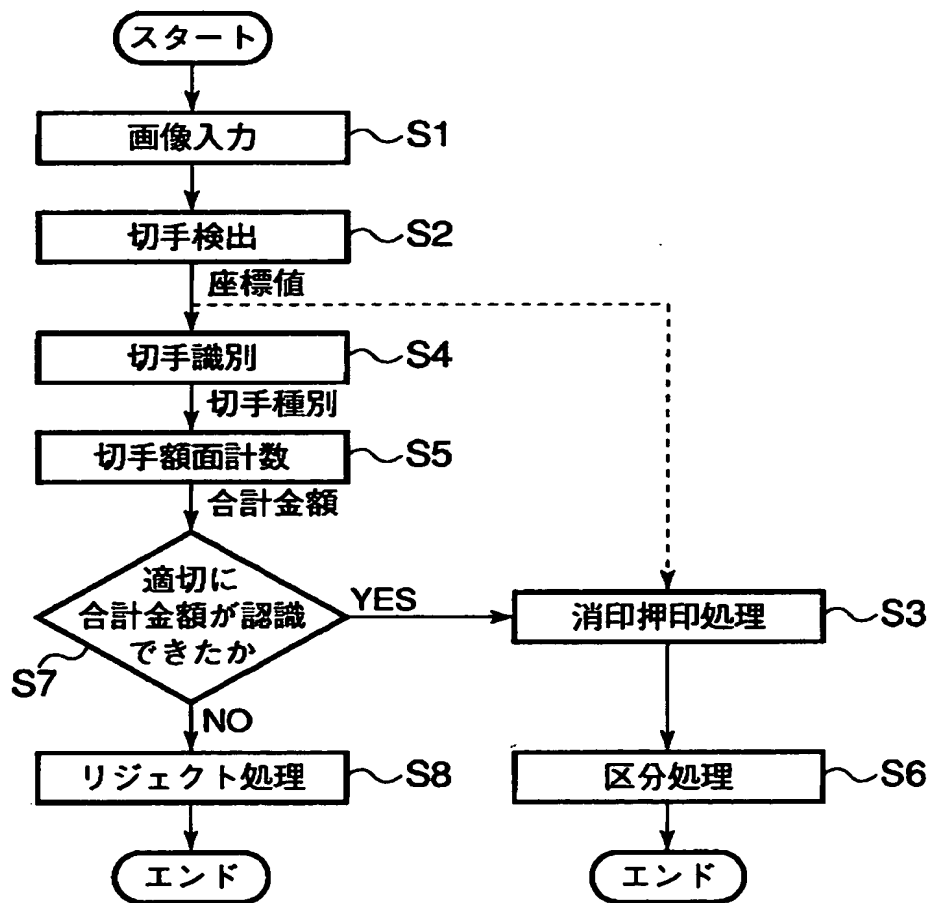 スタート
画像入力 S1
切手検出 S2
座標値
切手識別 S4
切手種別
切手額面計数 S5
合計金額
適切に
合計金額が認識
できたか
S7
YES
消印押印処理 S3
NO
リジェクト処理 S8
区分処理 S6
エンド
エンド